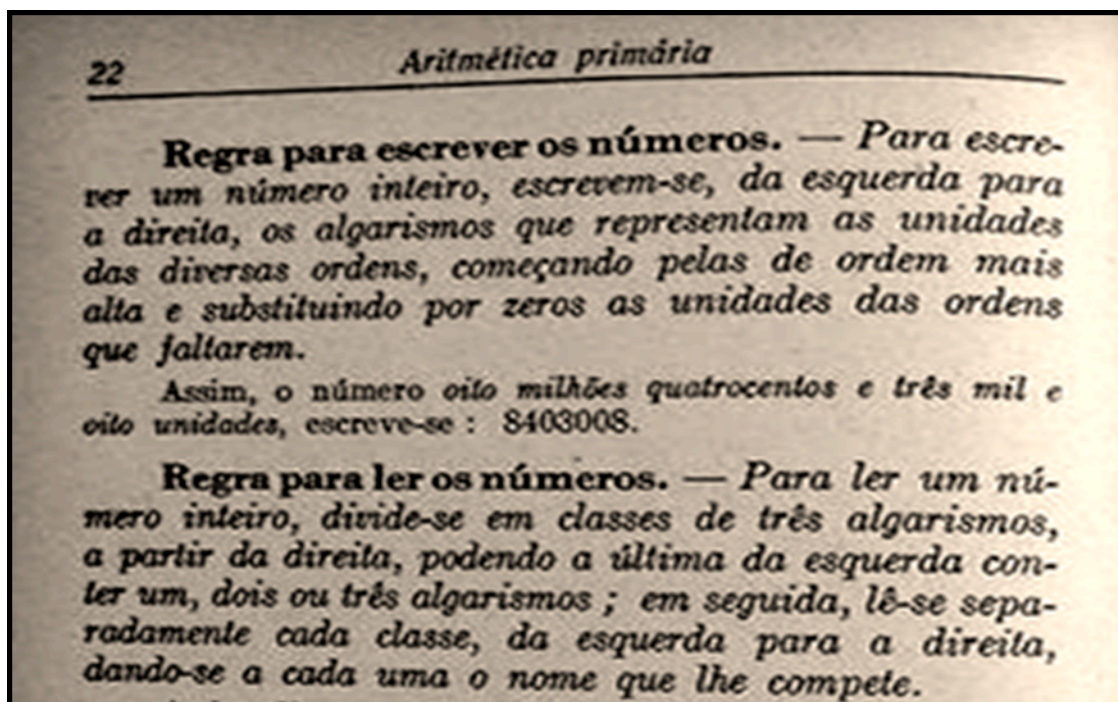 22 Aritmética primária
Regra para escrever os números. — Para escre-
ver um número inteiro, escrevem-se, da esquerda para
a direita, os algarismos que representam as unidades
das diversas ordens, começando pelas de ordem mais
alta e substituindo por zeros as unidades das ordens
que faltarem.
Assim, o número oito milhões quatrocentos e três mil e
oito unidades, escreve-se : 8403008.
Regra para ler os números. — Para ler um nú-
mero inteiro, divide-se em classes de três algarismos,
a partir da direita, podendo a última da esquerda con-
ter um, dois ou três algarismos ; em seguida, lê-se sepa-
radamente cada classe, da esquerda para a direita,
dando-se a cada uma o nome que lhe compete.